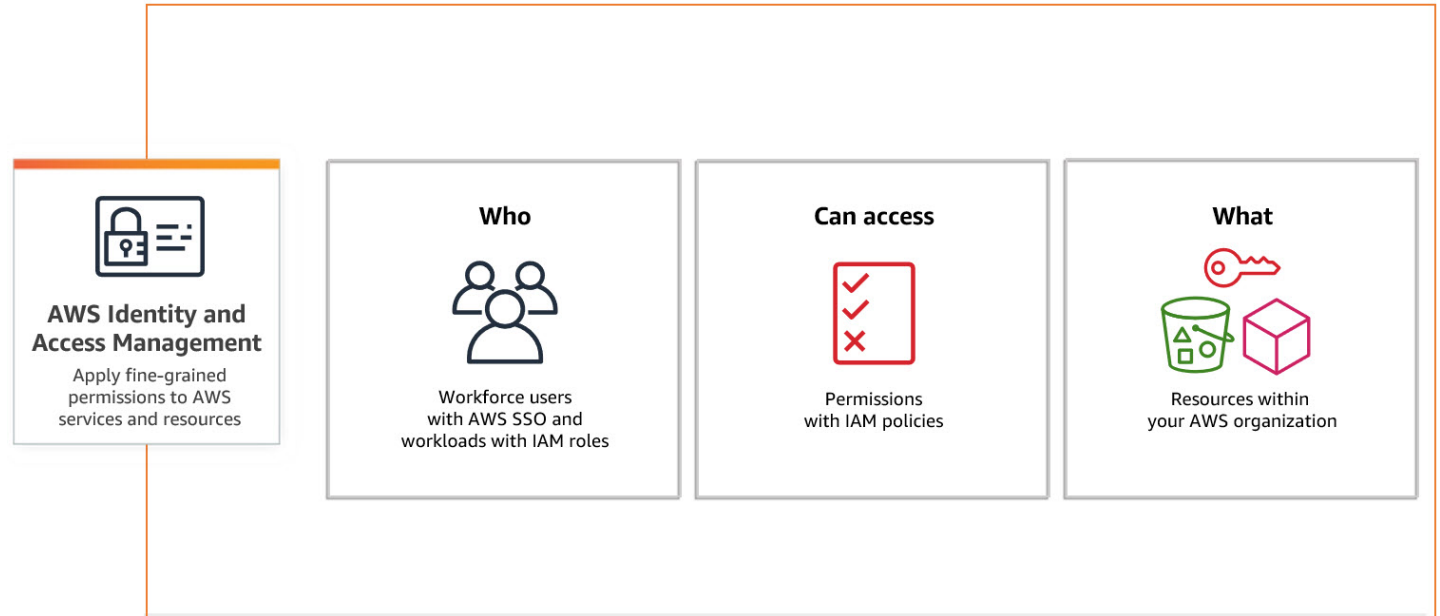 AWS Identity and
Access Management
Apply fine-grained
permissions to AWS
services and resources
Who
Workforce users
with AWS SSO and
workloads with IAM roles
Can access
Permissions
with IAM policies
What
Resources within
your AWS organization